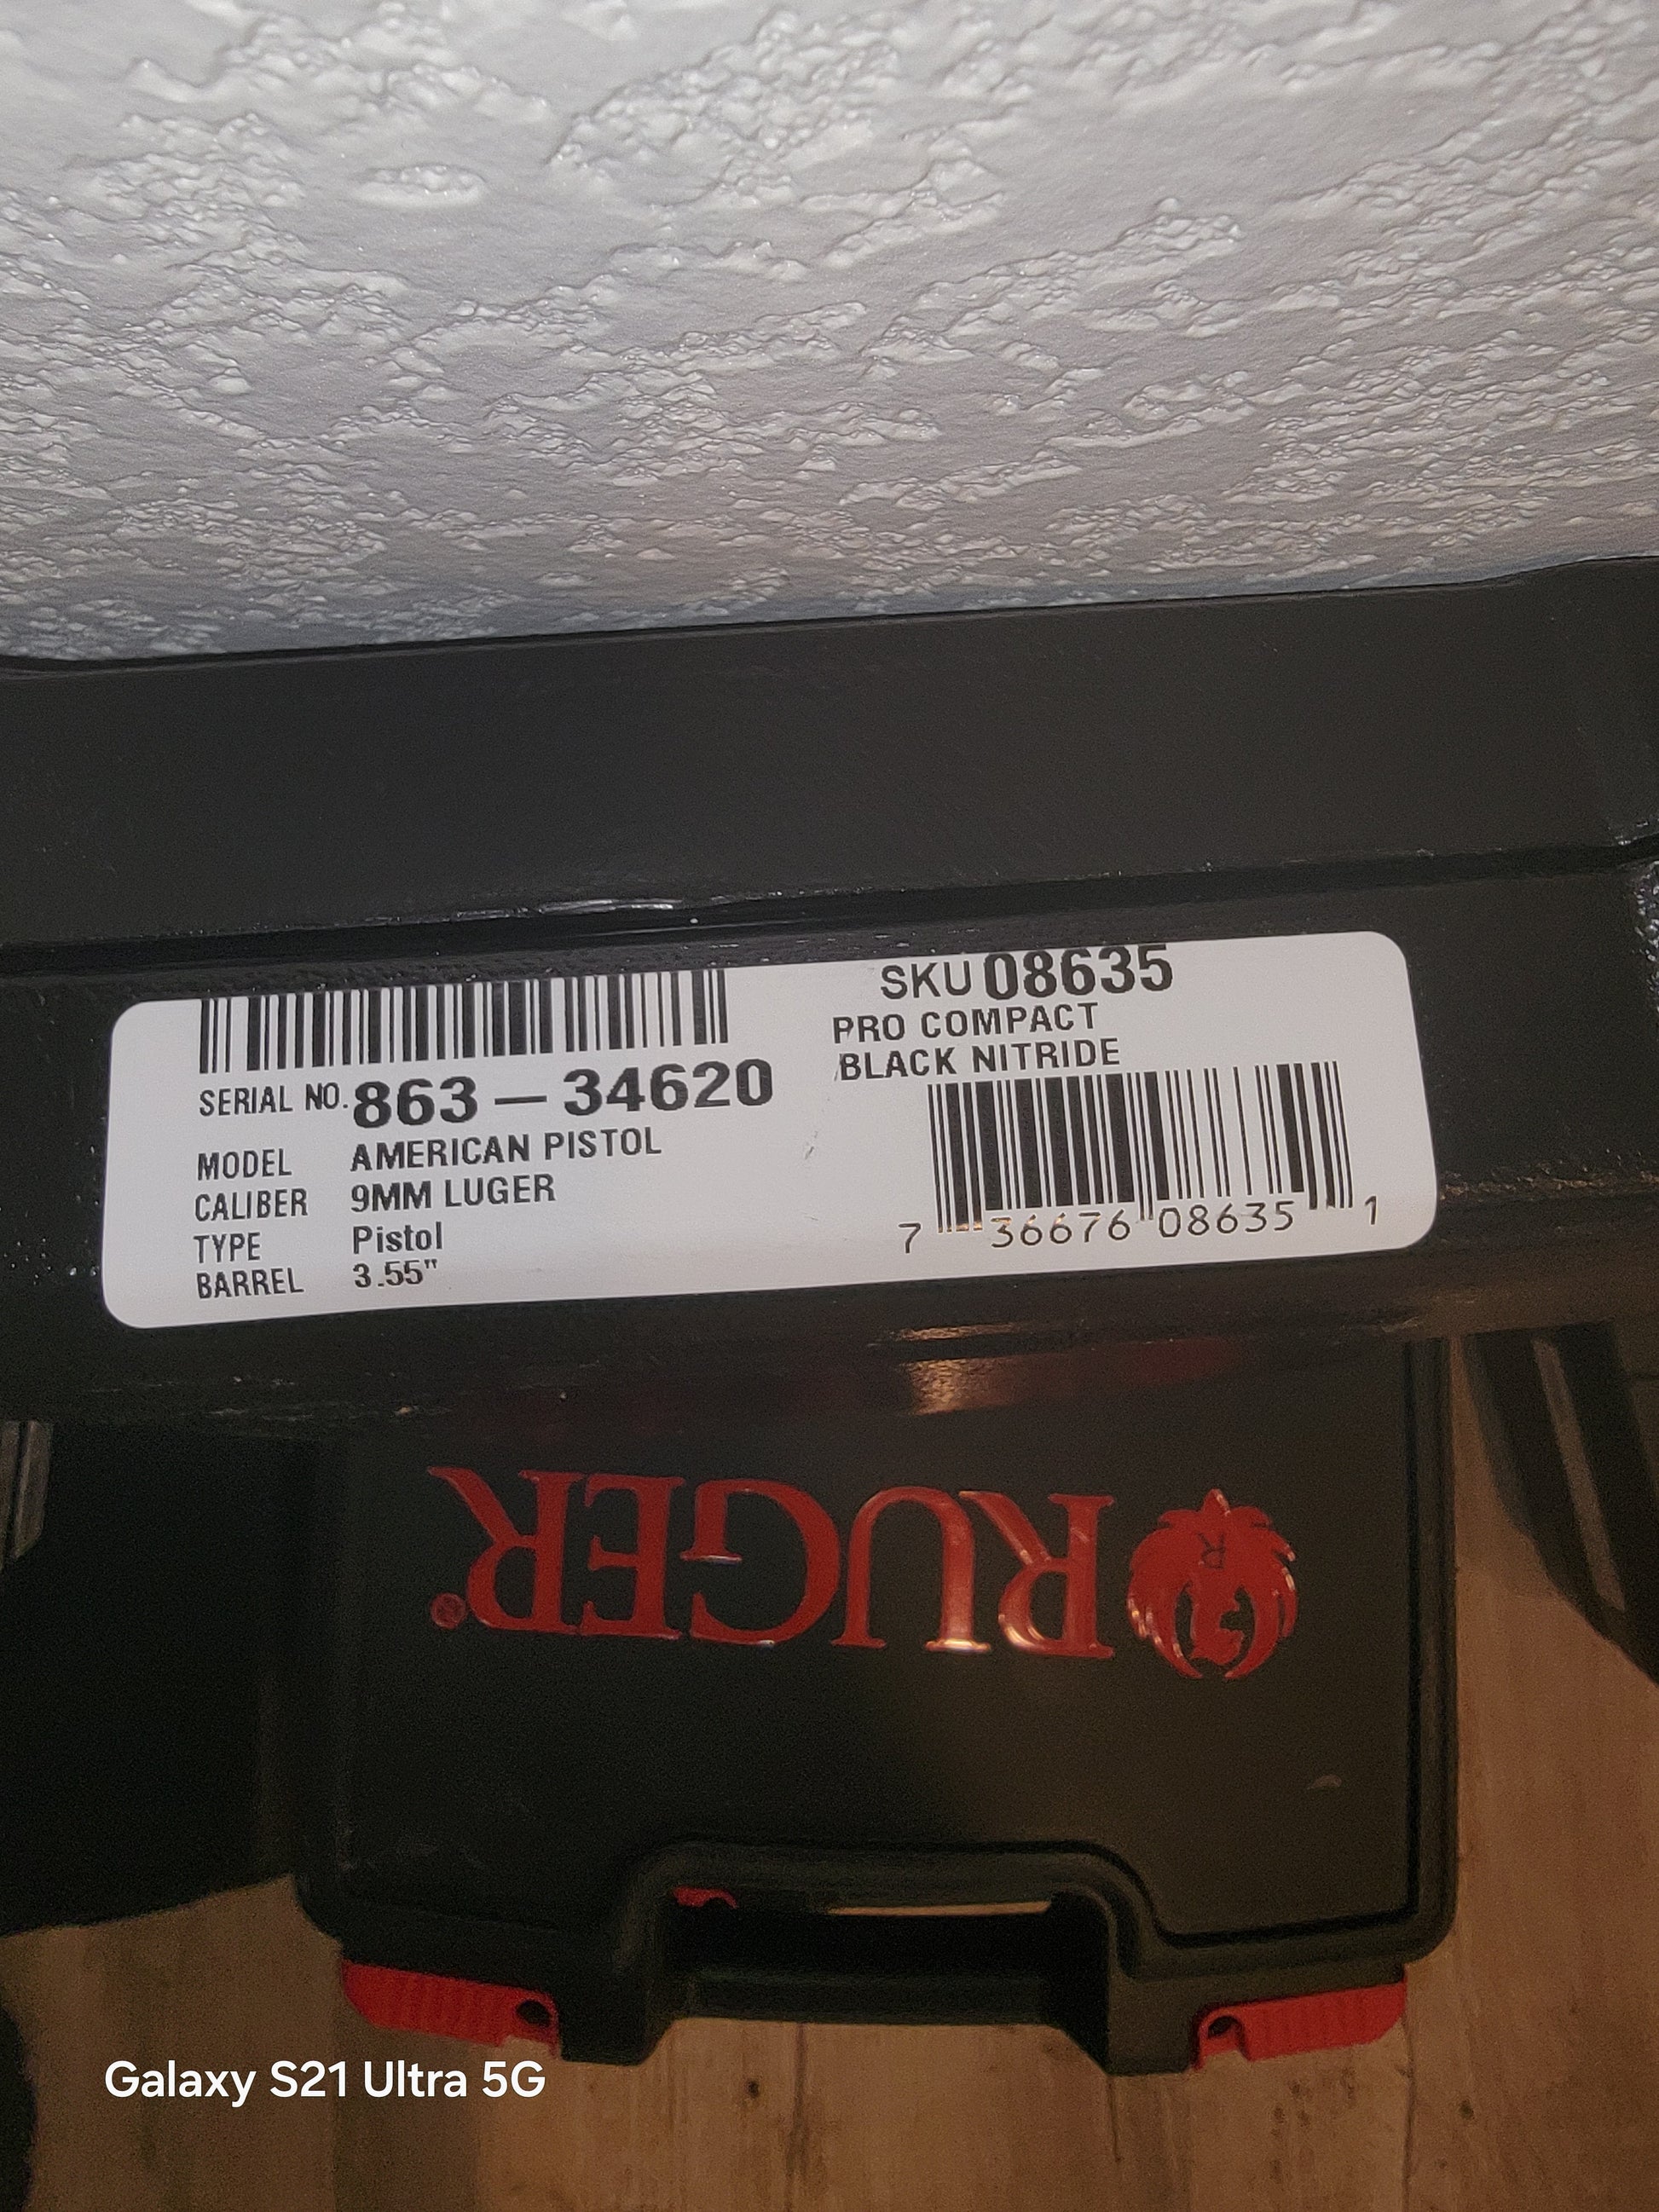 SERIAL NO. 863 – 34620
MODEL AMERICAN PISTOL
CALIBER 9MM LUGER
TYPE Pistol
BARREL 3.55"
SKU 08635
PRO COMPACT
BLACK NITRIDE
7 36676 08635 1
RUGER®
R
Galaxy S21 Ultra 5G